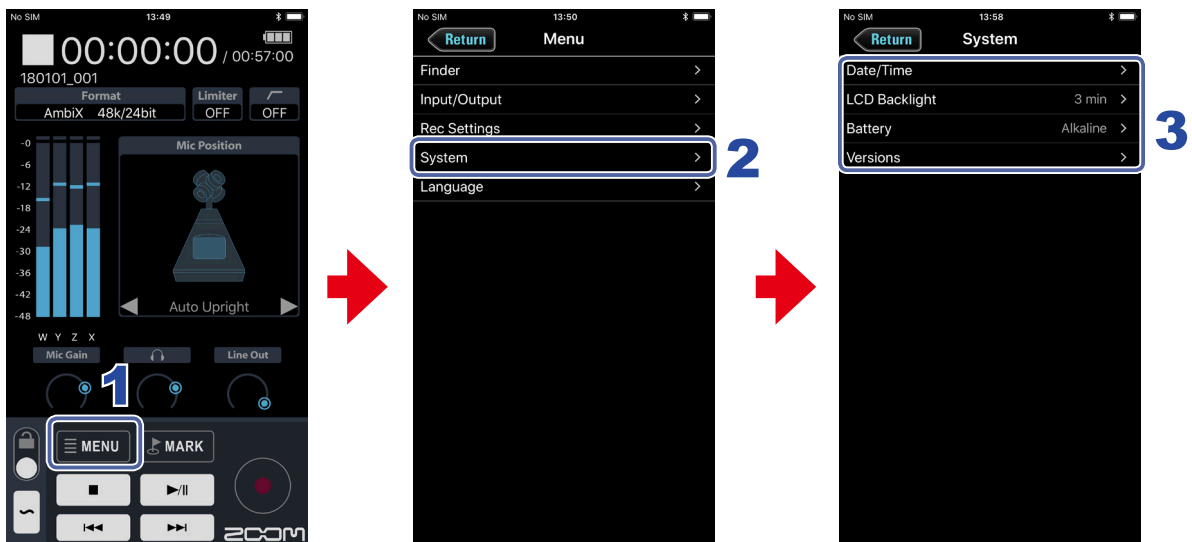 No SIM 13:49
00:00:00 / 00:57:00
180101_001
Format Limiter
AmbiX 48k/24bit OFF OFF
Mic Position
-0
-6
-12
-18
-24
-30
-36
-42
-48
Auto Upright
W Y Z X
Mic Gain Line Out
1
MENU MARK
ZOOM
No SIM 13:50
Return Menu
Finder
Input/Output
Rec Settings
System
Language
2
No SIM 13:58
Return System
Date/Time
LCD Backlight 3 min
Battery Alkaline
Versions
3